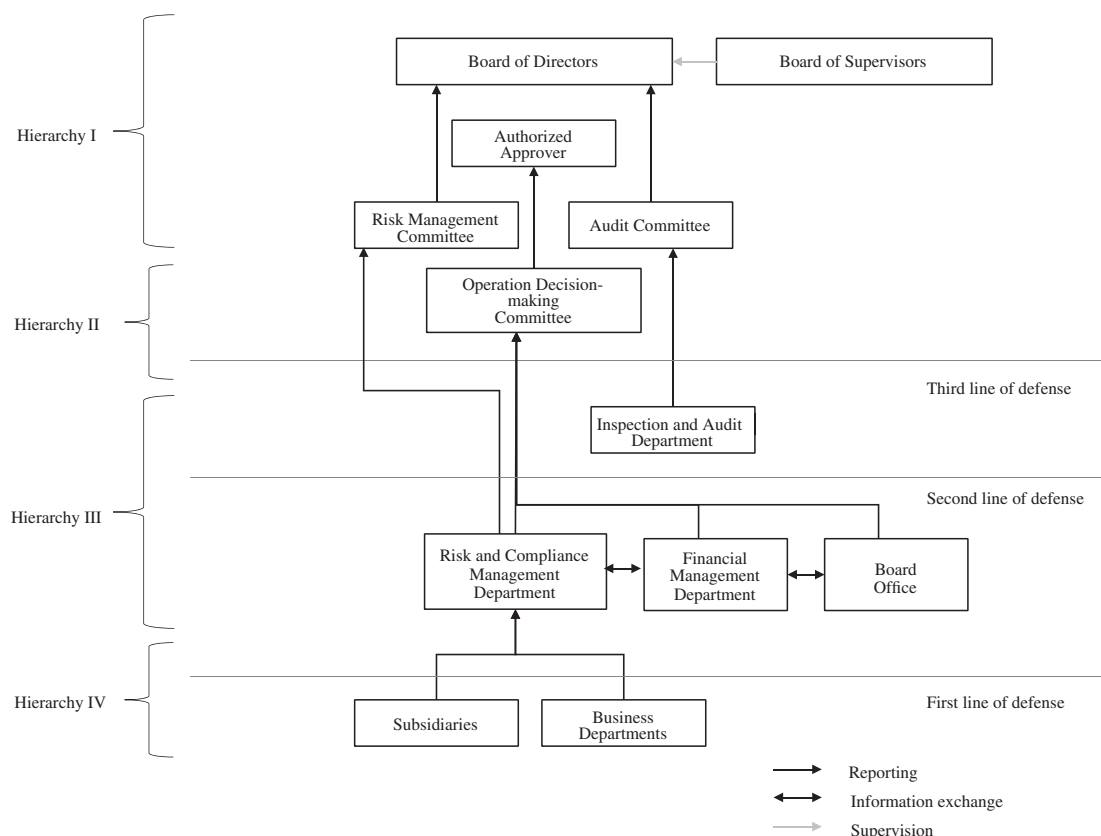 Board of Directors
Board of Supervisors
Hierarchy I
Authorized
Approver
Risk Management
Committee
Audit Committee
Operation Decision-
making
Committee
Hierarchy II
Third line of defense
Inspection and Audit
Department
Second line of defense
Hierarchy III
Risk and Compliance
Management
Department
Financial
Management
Department
Board
Office
Hierarchy IV
First line of defense
Subsidiaries
Business
Departments
Reporting
Information exchange
Supervision